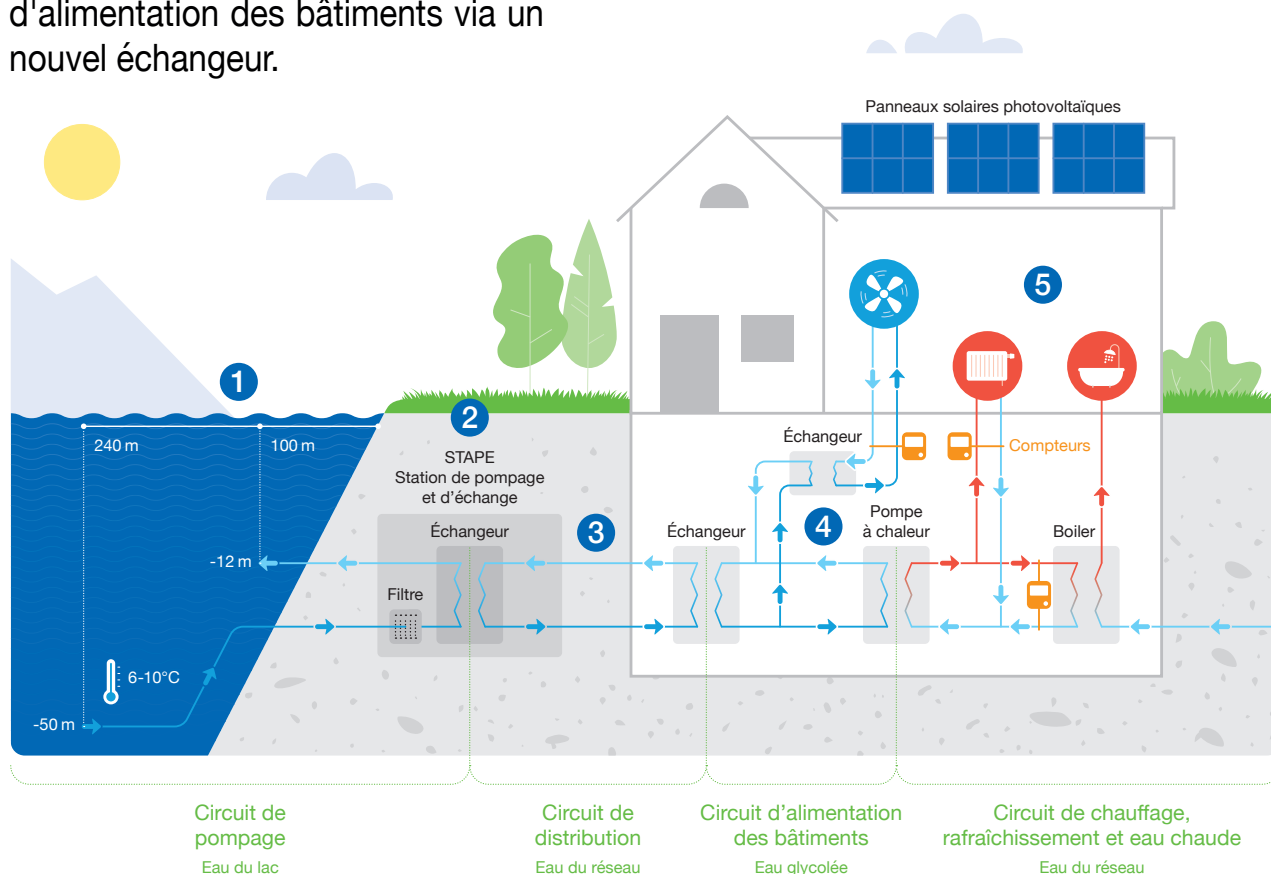 d'alimentation des bâtiments via un
nouvel échangeur.
Panneaux solaires photovoltaïques
5
1
2
240 m
100 m
STAPE
Station de pompage
et d'échange
Échangeur
Compteurs
3
4
Échangeur
Échangeur
Pompe
à chaleur
Boiler
-12 m
Filtre
6-10°C
-50 m
Circuit de
pompage
Eau du lac
Circuit de
distribution
Eau du réseau
Circuit d'alimentation
des bâtiments
Eau glycolée
Circuit de chauffage,
rafraîchissement et eau chaude
Eau du réseau